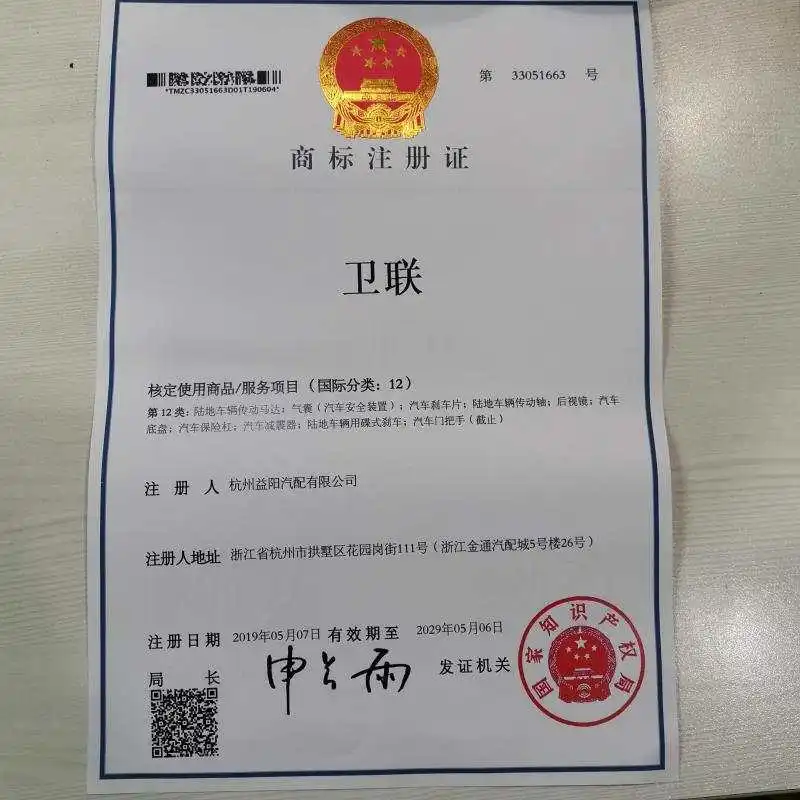 第 33051663 号
*TMZC33051663D01T190604*
商标注册证
卫联
核定使用商品/服务项目（国际分类：12）
第12类：陆地车辆传动马达；气囊（汽车安全装置）；汽车刹车片；陆地车辆传动轴；后视镜；汽车
底盘；汽车保险杠；汽车减震器；陆地车辆用碟式刹车；汽车门把手（截止）
注 册 人 杭州益阳汽配有限公司
注册人地址 浙江省杭州市拱墅区花园岗街111号（浙江金通汽配城5号楼26号）
注册日期 2019年05月07日 有效期至 2029年05月06日
局 长 申长雨 发证机关
国家知识产权局